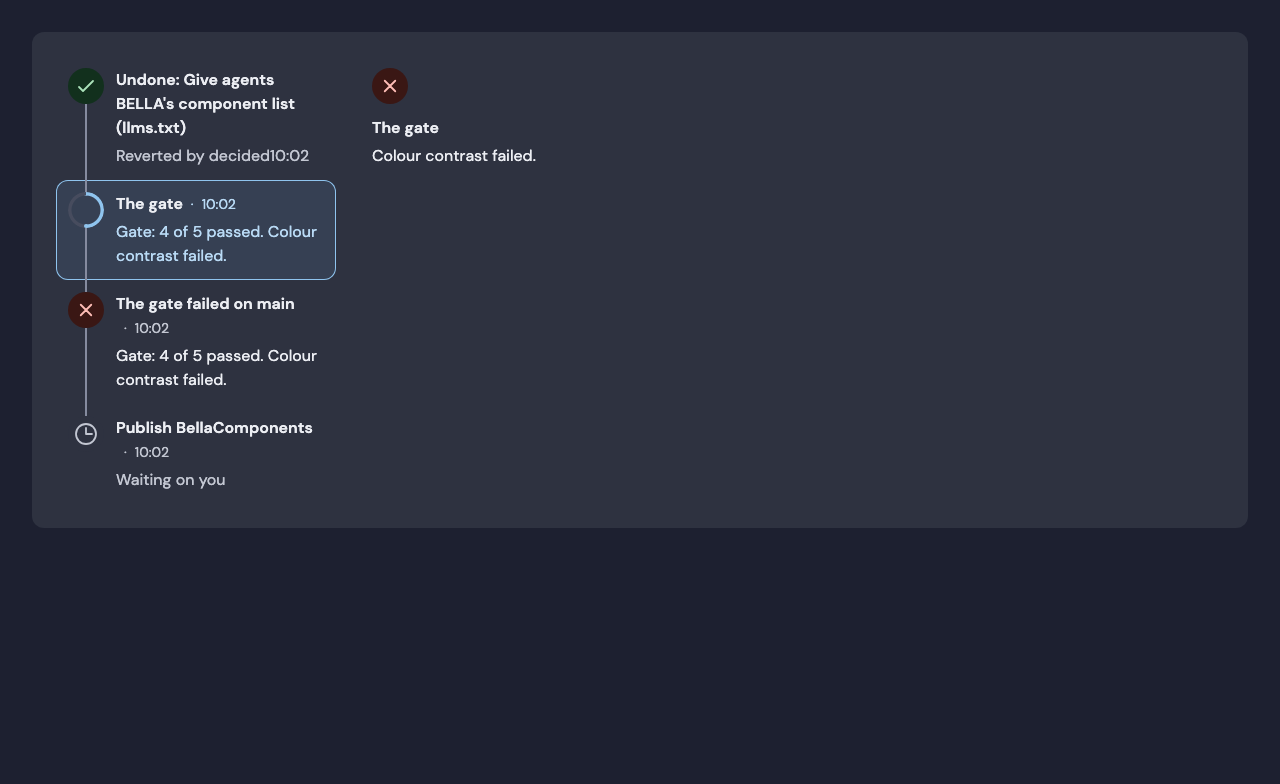 Undone: Give agents
BELLA's component list
(llms.txt)
Reverted by decided10:02
The gate · 10:02
Gate: 4 of 5 passed. Colour
contrast failed.
The gate failed on main
· 10:02
Gate: 4 of 5 passed. Colour
contrast failed.
Publish BellaComponents
· 10:02
Waiting on you
The gate
Colour contrast failed.